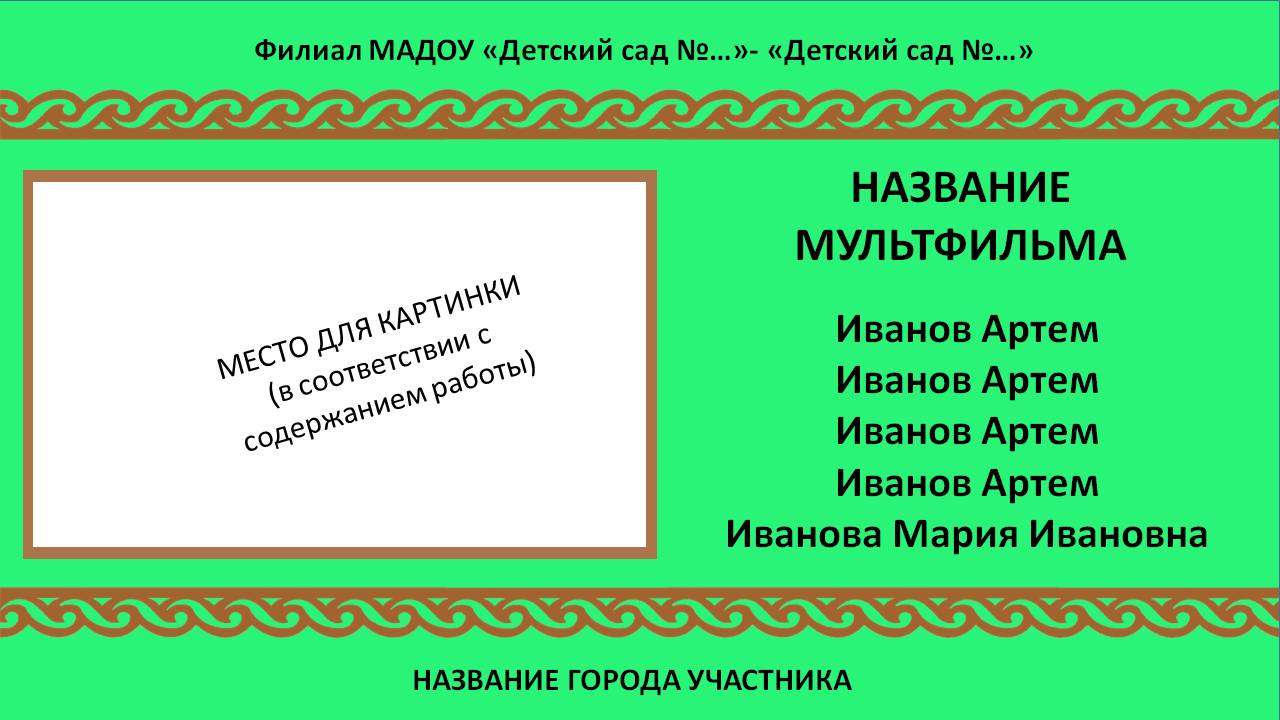 Филиал МАДОУ «Детский сад №…»- «Детский сад №…»
НАЗВАНИЕ
МУЛЬТФИЛЬМА
МЕСТО ДЛЯ КАРТИНКИ
(в соответствии с
содержанием работы)
Иванов Артем
Иванов Артем
Иванов Артем
Иванов Артем
Иванова Мария Ивановна
НАЗВАНИЕ ГОРОДА УЧАСТНИКА